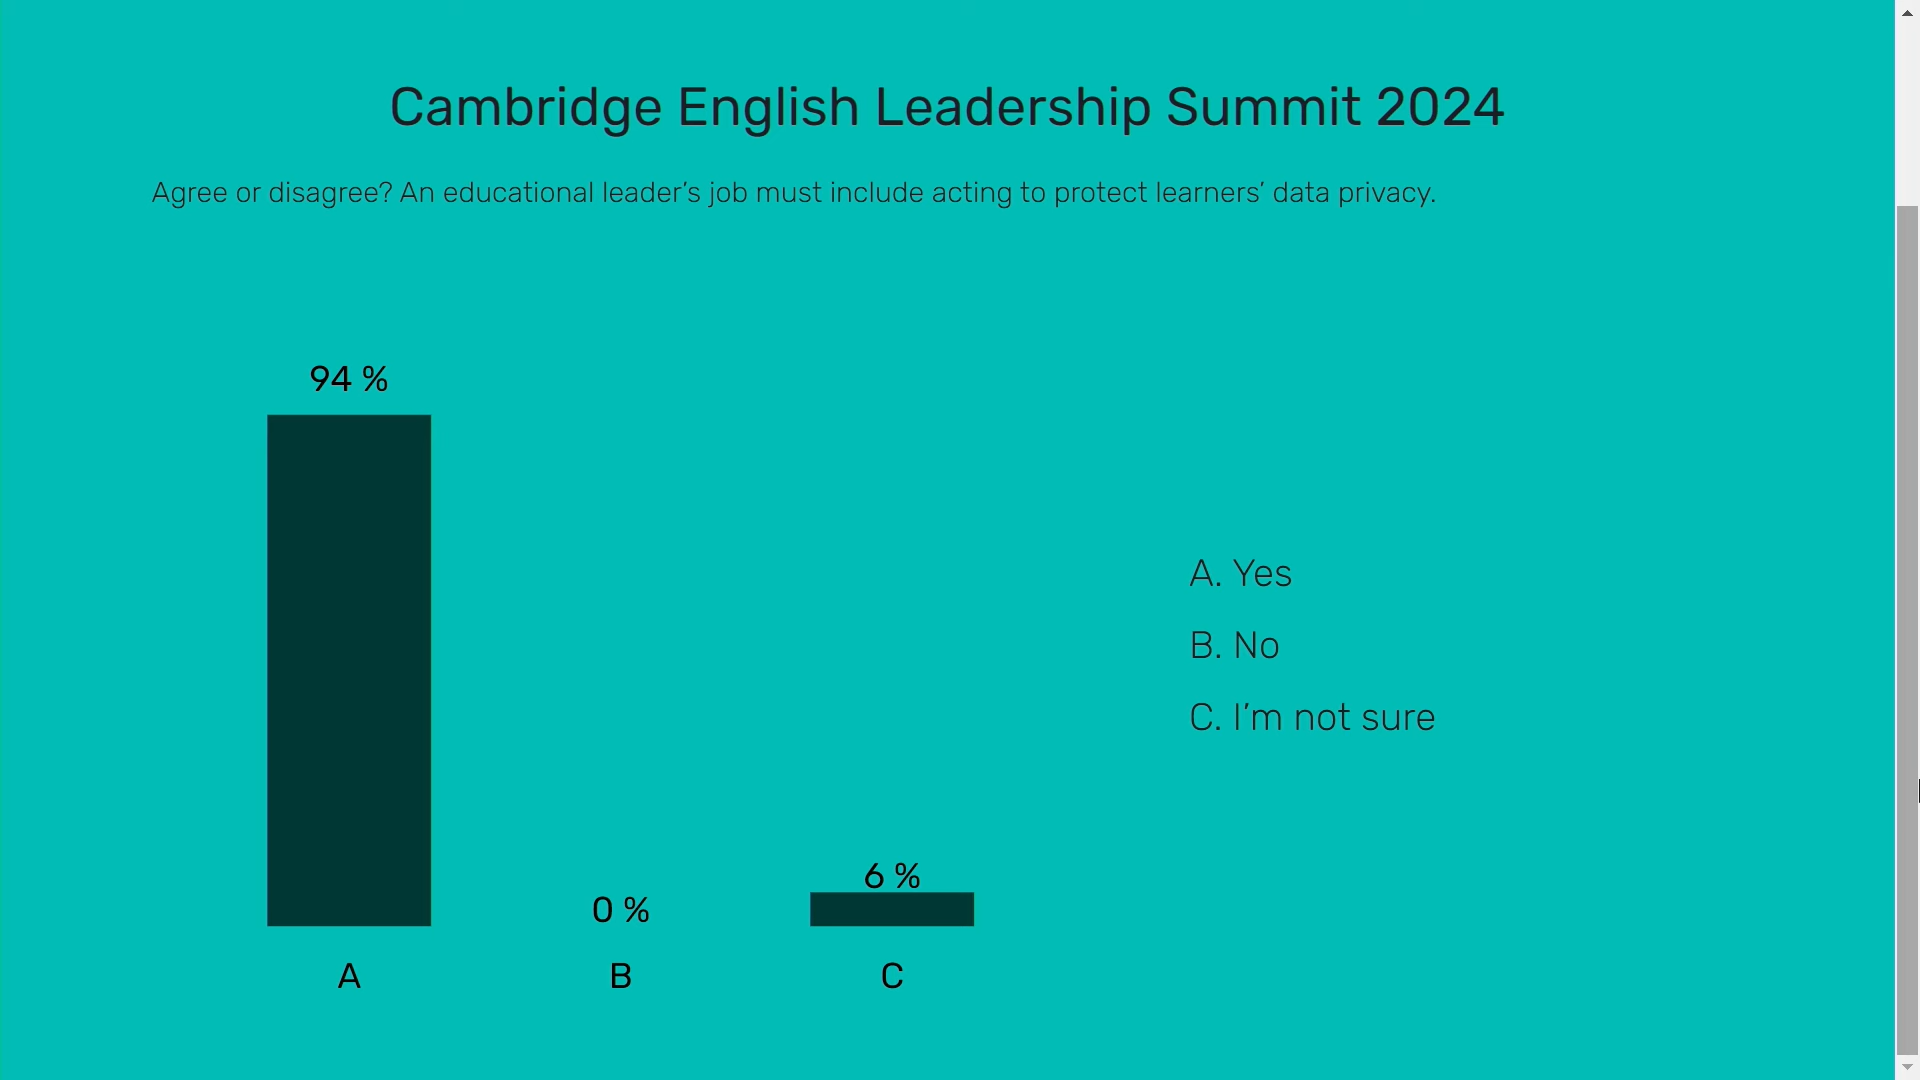 Cambridge English Leadership Summit 2024
Agree or disagree? An educational leader’s job must include acting to protect learners’ data privacy.
94 %
A. Yes
B. No
C. I’m not sure
6 %
0 %
A B C